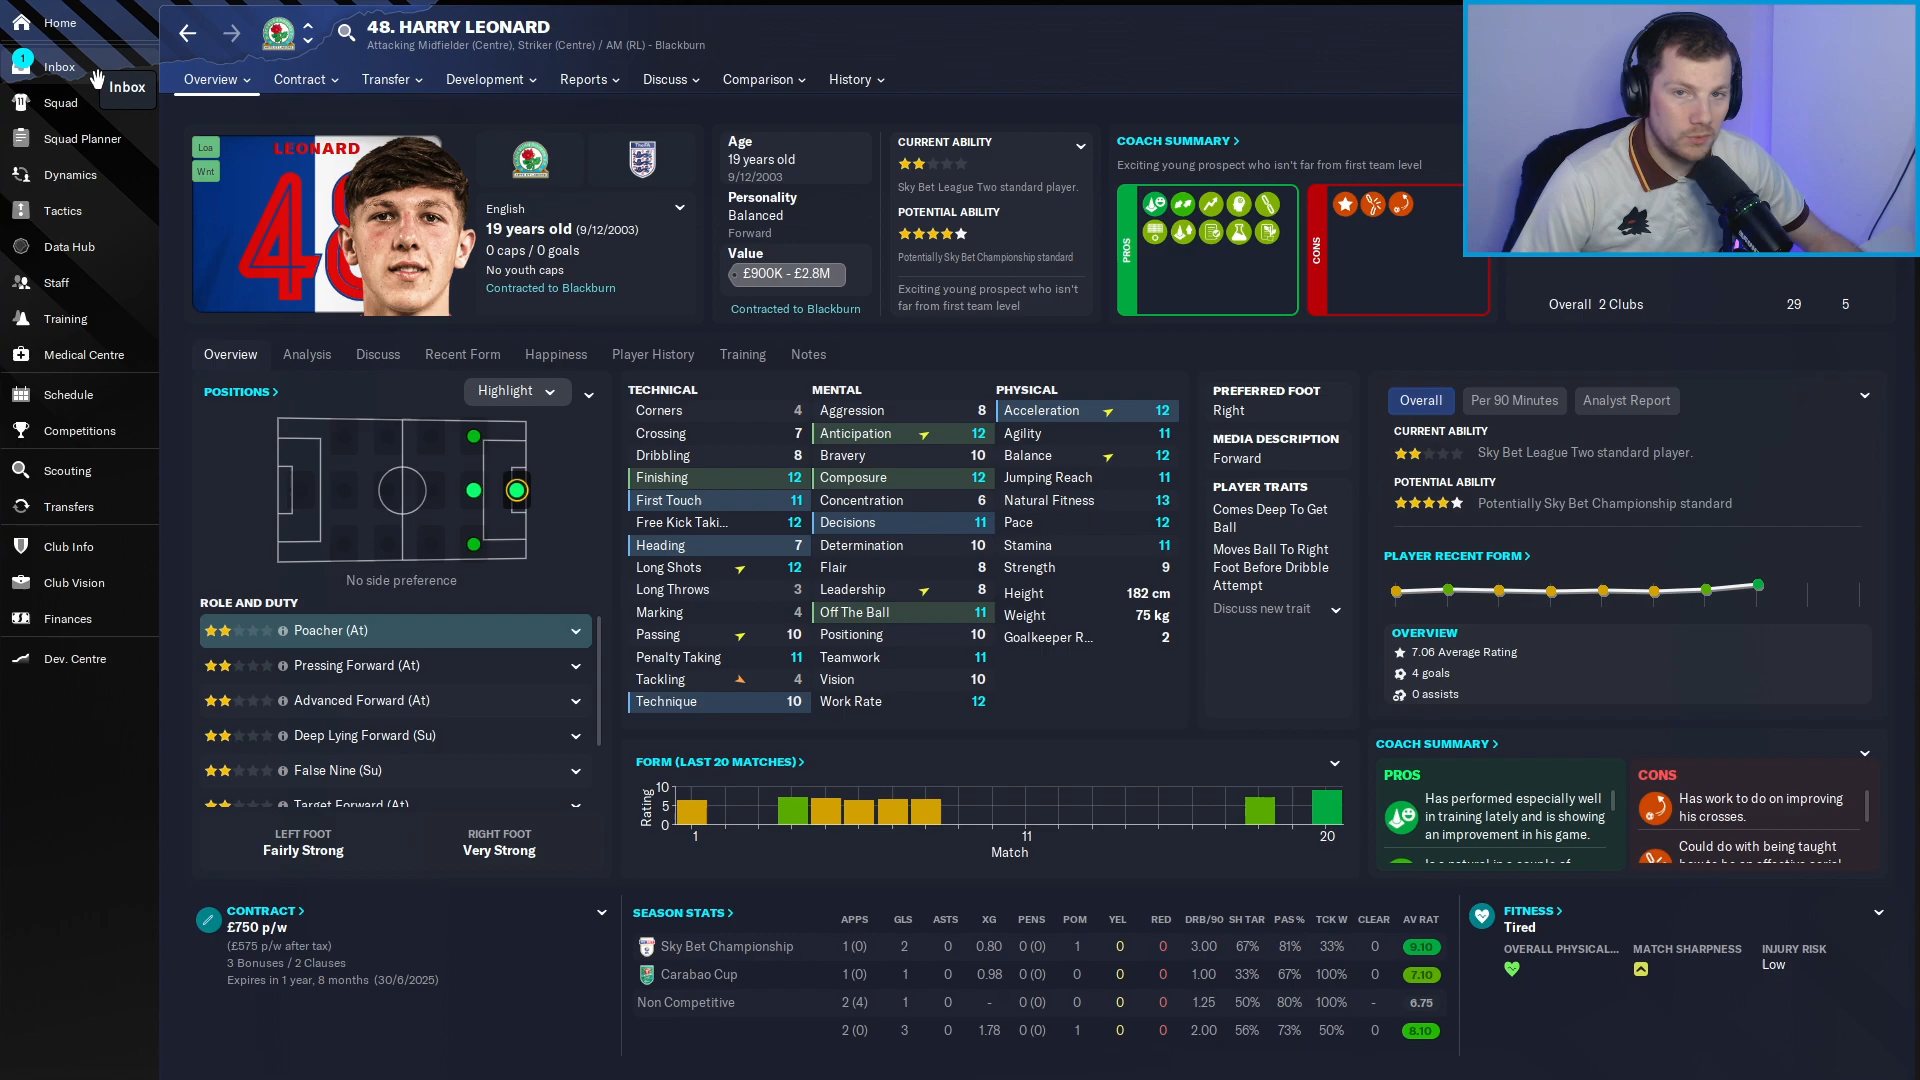 Home
1
Inbox
Inbox
Squad
Squad Planner
Dynamics
Tactics
Data Hub
Staff
Training
Medical Centre
Schedule
Competitions
Scouting
Transfers
Club Info
Club Vision
Finances
Dev. Centre
48. HARRY LEONARD
Attacking Midfielder (Centre), Striker (Centre) / AM (RL) - Blackburn
Overview Contract Transfer Development Reports Discuss Comparison History
Loa
Wnt
LEONARD
48
English
19 years old (9/12/2003)
0 caps / 0 goals
No youth caps
Contracted to Blackburn
Age
19 years old
9/12/2003
Personality
Balanced
Forward
Value
£900K - £2.8M
Contracted to Blackburn
CURRENT ABILITY
Sky Bet League Two standard player.
POTENTIAL ABILITY
Potentially Sky Bet Championship standard
Exciting young prospect who isn't
far from first team level
COACH SUMMARY >
Exciting young prospect who isn't far from first team level
PROS
CONS
Overall 2 Clubs 29 5
Overview Analysis Discuss Recent Form Happiness Player History Training Notes
POSITIONS >
Highlight
No side preference
ROLE AND DUTY
Poacher (At)
Pressing Forward (At)
Advanced Forward (At)
Deep Lying Forward (Su)
False Nine (Su)
Target Forward (At)
LEFT FOOT
Fairly Strong
RIGHT FOOT
Very Strong
TECHNICAL
Corners 4
Crossing 7
Dribbling 8
Finishing 12
First Touch 11
Free Kick Taki... 12
Heading 7
Long Shots 12
Long Throws 3
Marking 4
Passing 10
Penalty Taking 11
Tackling 4
Technique 10
MENTAL
Aggression 8
Anticipation 12
Bravery 10
Composure 12
Concentration 6
Decisions 11
Determination 10
Flair 8
Leadership 8
Off The Ball 11
Positioning 10
Teamwork 11
Vision 10
Work Rate 12
PHYSICAL
Acceleration 12
Agility 11
Balance 12
Jumping Reach 11
Natural Fitness 13
Pace 12
Stamina 11
Strength 9
Height 182 cm
Weight 75 kg
Goalkeeper R... 2
PREFERRED FOOT
Right
MEDIA DESCRIPTION
Forward
PLAYER TRAITS
Comes Deep To Get
Ball
Moves Ball To Right
Foot Before Dribble
Attempt
Discuss new trait
Overall Per 90 Minutes Analyst Report
CURRENT ABILITY
Sky Bet League Two standard player.
POTENTIAL ABILITY
Potentially Sky Bet Championship standard
PLAYER RECENT FORM >
OVERVIEW
7.06 Average Rating
4 goals
0 assists
FORM (LAST 20 MATCHES) >
Rating
10
5
0
1 11 20
Match
COACH SUMMARY >
PROS
Has performed especially well
in training lately and is showing
an improvement in his game.
Is a natural in a couple of
CONS
Has work to do on improving
his crosses.
Could do with being taught
how to be an effective aerial
CONTRACT >
£750 p/w
(£575 p/w after tax)
3 Bonuses / 2 Clauses
Expires in 1 year, 8 months (30/6/2025)
SEASON STATS > APPS GLS ASTS XG PENS POM YEL RED DRB/90 SH TAR PAS % TCK W CLEAR AV RAT
Sky Bet Championship 1 (0) 2 0 0.80 0 (0) 1 0 0 3.00 67% 81% 33% 0 9.10
Carabao Cup 1 (0) 1 0 0.98 0 (0) 0 0 0 1.00 33% 67% 100% 0 7.10
Non Competitive 2 (4) 1 0 - 0 (0) 0 0 0 1.25 50% 80% 100% - 6.75
2 (0) 3 0 1.78 0 (0) 1 0 0 2.00 56% 73% 50% 0 8.10
FITNESS >
Tired
OVERALL PHYSICAL... MATCH SHARPNESS INJURY RISK
Low